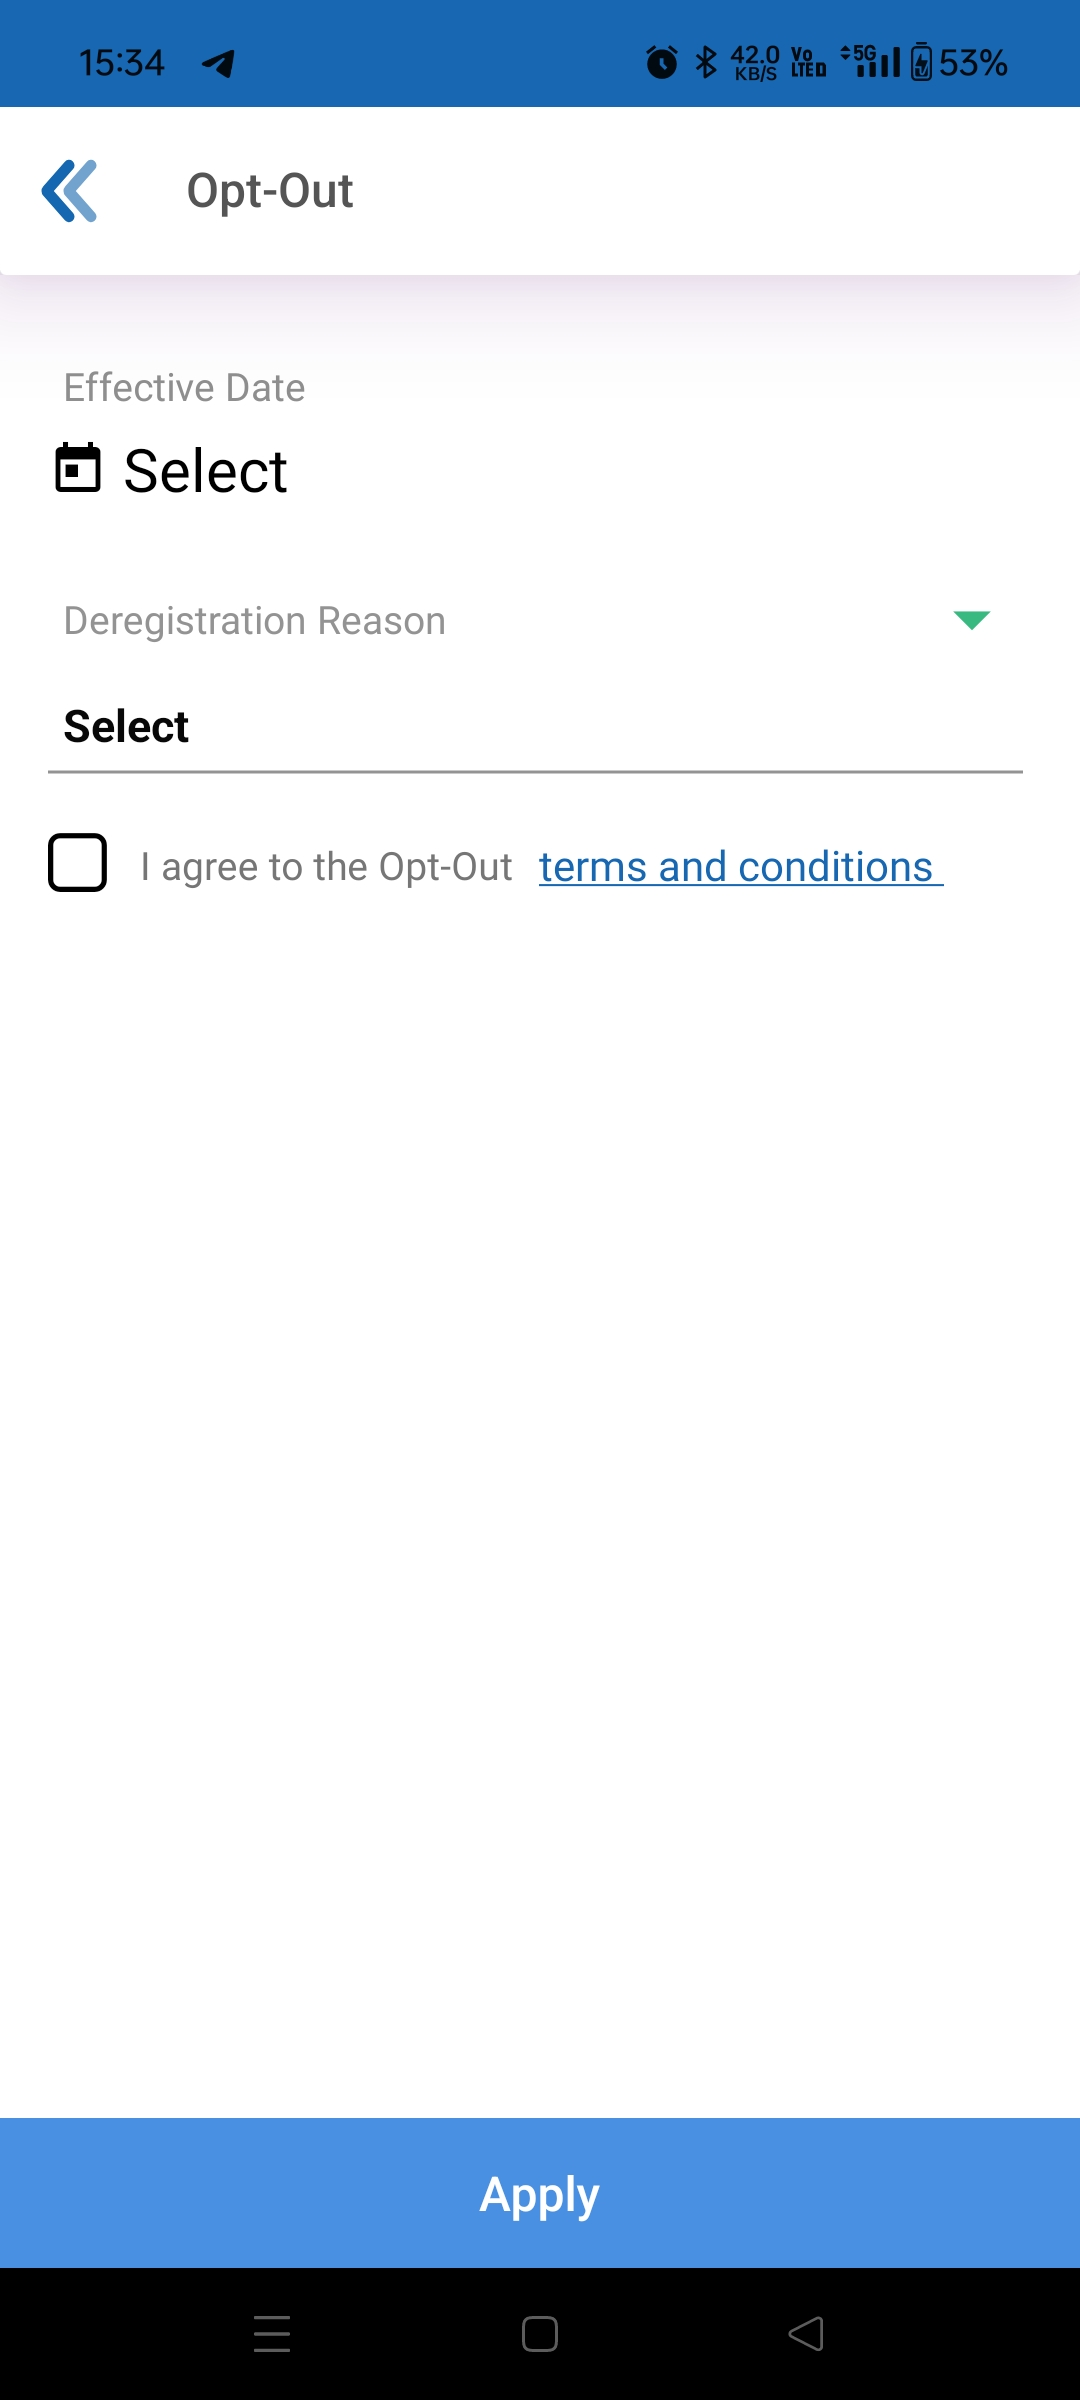 15:34 42.0 KB/S Vo LTE D 5G 53%
Opt-Out
Effective Date
Select
Deregistration Reason
Select
I agree to the Opt-Out terms and conditions
Apply